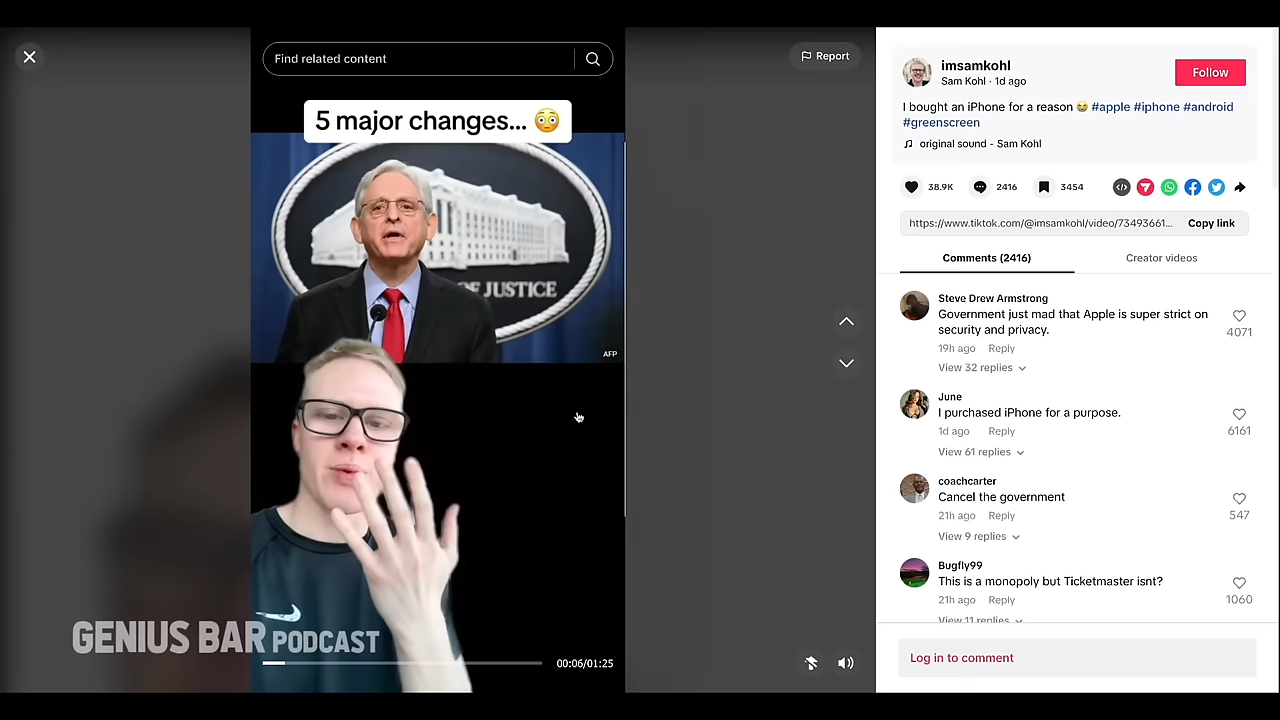 Find related content
Report
5 major changes... 😳
OF JUSTICE
AFP
GENIUS BAR PODCAST
00:06/01:25
imsamkohl
Sam Kohl · 1d ago
Follow
I bought an iPhone for a reason 😭 #apple #iphone #android
#greenscreen
original sound - Sam Kohl
38.9K
2416
3454
https://www.tiktok.com/@imsamkohl/video/73493661...
Copy link
Comments (2416)
Creator videos
Steve Drew Armstrong
Government just mad that Apple is super strict on
security and privacy.
4071
19h ago Reply
View 32 replies
June
I purchased iPhone for a purpose.
6161
1d ago Reply
View 61 replies
coachcarter
Cancel the government
547
21h ago Reply
View 9 replies
Bugfly99
This is a monopoly but Ticketmaster isnt?
1060
21h ago Reply
View 11 replies
Log in to comment